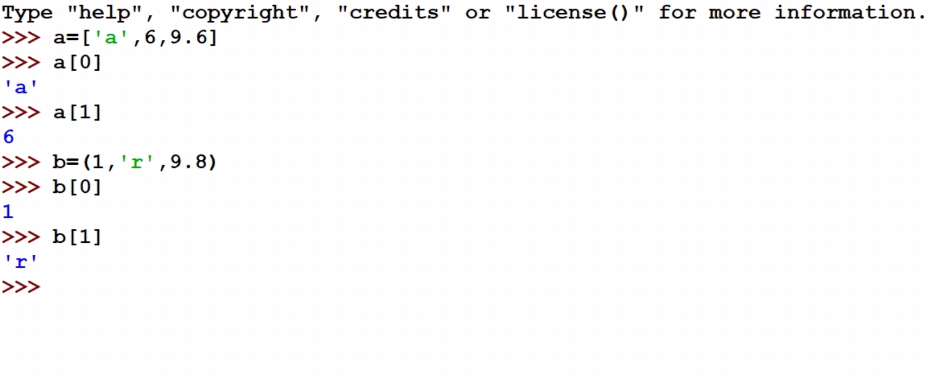 Type "help", "copyright", "credits" or "license()" for more information.
>>> a=['a',6,9.6]
>>> a[0]
'a'
>>> a[1]
6
>>> b=(1,'r',9.8)
>>> b[0]
1
>>> b[1]
'r'
>>>